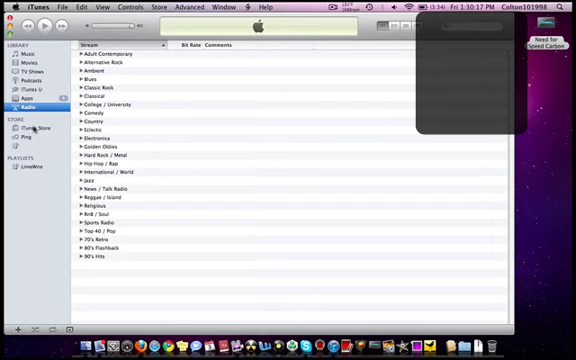 iTunes File Edit View Controls Store Advanced Window Help (3:34) Fri 1:30:17 PM Colton101998
LIBRARY
Music
Movies
TV Shows
Podcasts
iTunes U
Apps
Radio
STORE
iTunes Store
Ping
PLAYLISTS
LimeWire
Stream Bit Rate Comments
Adult Contemporary
Alternative Rock
Ambient
Blues
Classic Rock
Classical
College / University
Comedy
Country
Eclectic
Electronica
Golden Oldies
Hard Rock / Metal
Hip Hop / Rap
International / World
Jazz
News / Talk Radio
Reggae / Island
Religious
RnB / Soul
Sports Radio
Top 40 / Pop
70's Retro
80's Flashback
90's Hits
Need for
Speed Carbon